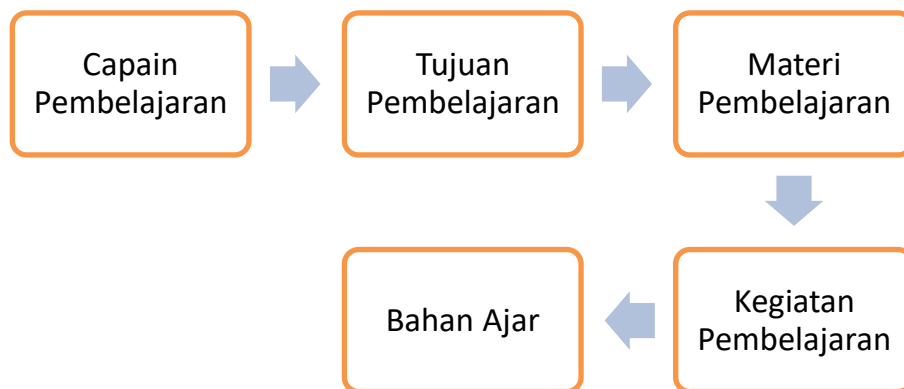 Capain
Pembelajaran
Tujuan
Pembelajaran
Materi
Pembelajaran
Kegiatan
Pembelajaran
Bahan Ajar